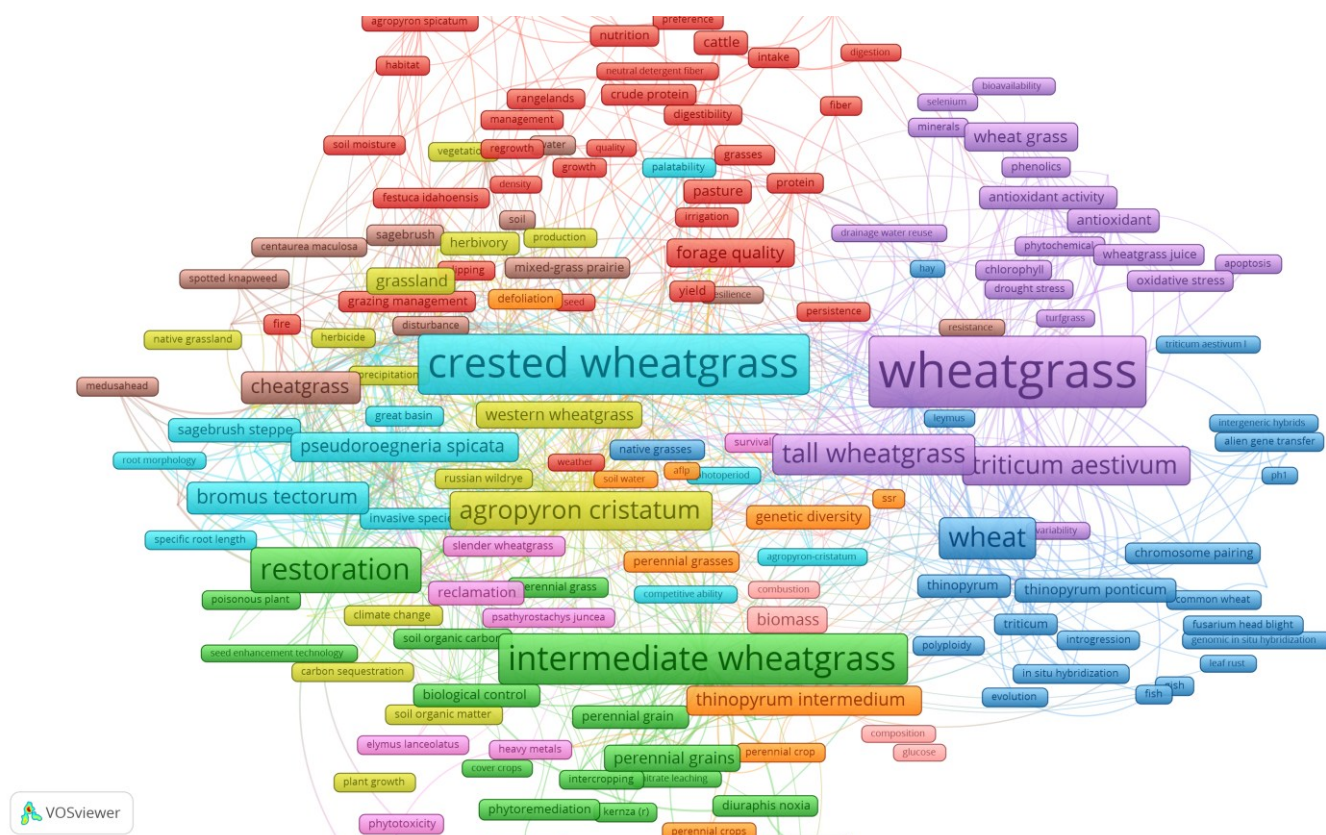 agropyron spicatum
preference
nutrition
cattle
intake
digestion
habitat
neutral detergent fiber
bioavailability
rangelands
crude protein
selenium
management
digestibility
fiber
minerals
wheat grass
soil moisture
vegetatio
regrowth
water
quality
grasses
growth
palatability
phenolics
density
pasture
protein
festuca idahoensis
antioxidant activity
soil
irrigation
antioxidant
sagebrush
herbivory
production
drainage water reuse
centaurea maculosa
forage quality
phytochemical
wheatgrass juice
spotted knapweed
grassland
ipping
mixed-grass prairie
hay
chlorophyll
apoptosis
oxidative stress
grazing management
defoliation
seed
yield
esilience
drought stress
persistence
fire
disturbance
turfgrass
native grassland
herbicide
resistance
triticum aestivum l
crested wheatgrass
wheatgrass
precipitation
medusahead
cheatgrass
great basin
western wheatgrass
leymus
intergeneric hybrids
sagebrush steppe
pseudoroegneria spicata
native grasses
survival
tall wheatgrass
alien gene transfer
root morphology
weather
triticum aestivum
russian wildrye
soil water
aflp
hotoperiod
ph1
bromus tectorum
agropyron cristatum
ssr
invasive specie
genetic diversity
wheat
variability
specific root length
slender wheatgrass
chromosome pairing
restoration
perennial grasses
agropyron-cristatum
perennial grass
combustion
thinopyrum
thinopyrum ponticum
poisonous plant
reclamation
competitive ability
common wheat
climate change
psathyrostachys juncea
biomass
triticum
fusarium head blight
soil organic carbon
introgression
genomic in situ hybridization
seed enhancement technology
intermediate wheatgrass
polyploidy
leaf rust
carbon sequestration
in situ hybridization
gish
biological control
thinopyrum intermedium
evolution
fish
soil organic matter
perennial grain
elymus lanceolatus
heavy metals
composition
perennial grains
perennial crop
glucose
cover crops
plant growth
intercropping
nitrate leaching
phytoremediation
kernza (r)
diuraphis noxia
VOSviewer
phytotoxicity
perennial crops